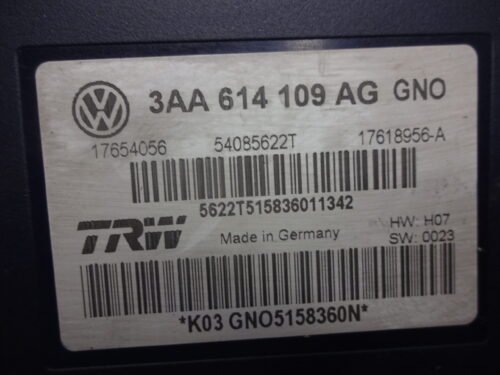 3AA 614 109 AG GNO
17654056 54085622T 17618956-A
5622T515836011342
TRW Made in Germany HW: H07
SW: 0023
*K03 GNO5158360N*